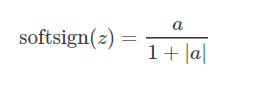 softsign(z) = a / (1 + |a|)